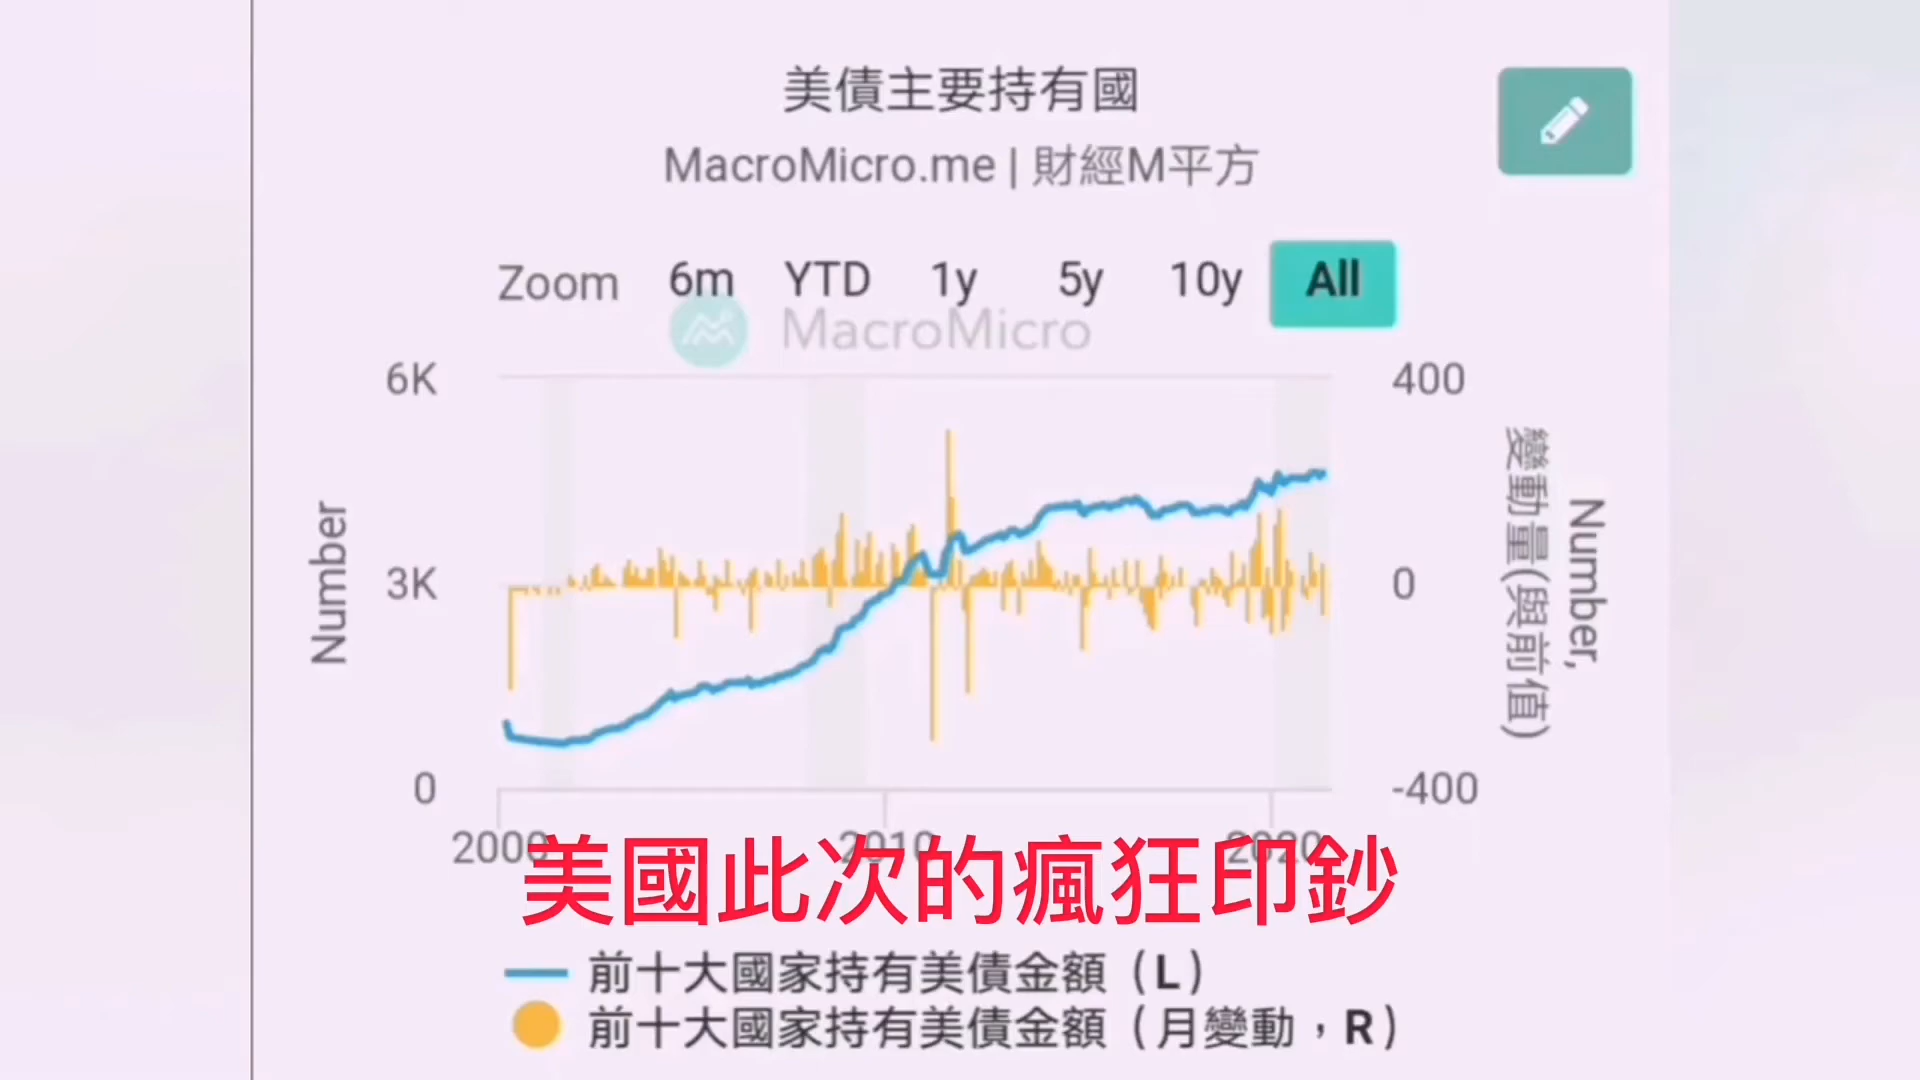 美債主要持有國
MacroMicro.me | 財經M平方
Zoom 6m YTD 1y 5y 10y All
MacroMicro
6K
3K
0
Number
400
0
-400
Number,
變動量(與前值)
2000 2010 2020
美國此次的瘋狂印鈔
前十大國家持有美債金額（L）
前十大國家持有美債金額（月變動，R）